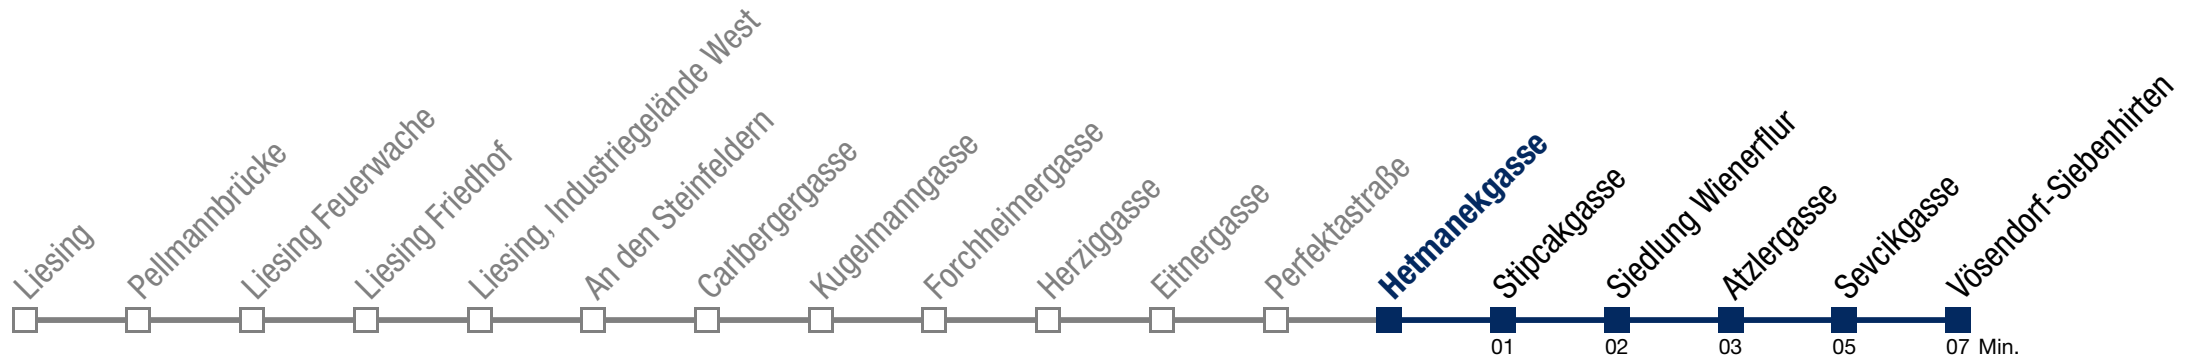 Liesing
Pellmannbrücke
Liesing Feuerwache
Liesing Friedhof
Liesing, Industriegelände West
An den Steinfeldern
Carlbergergasse
Kugelmanngasse
Forchheimergasse
Herziggasse
Eitnergasse
Perfektastraße
Hetmanekgasse
Stipcakgasse
Siedlung Wienerflur
Atzlergasse
Sevcikgasse
Vösendorf-Siebenhirten
01 02 03 05 07 Min.